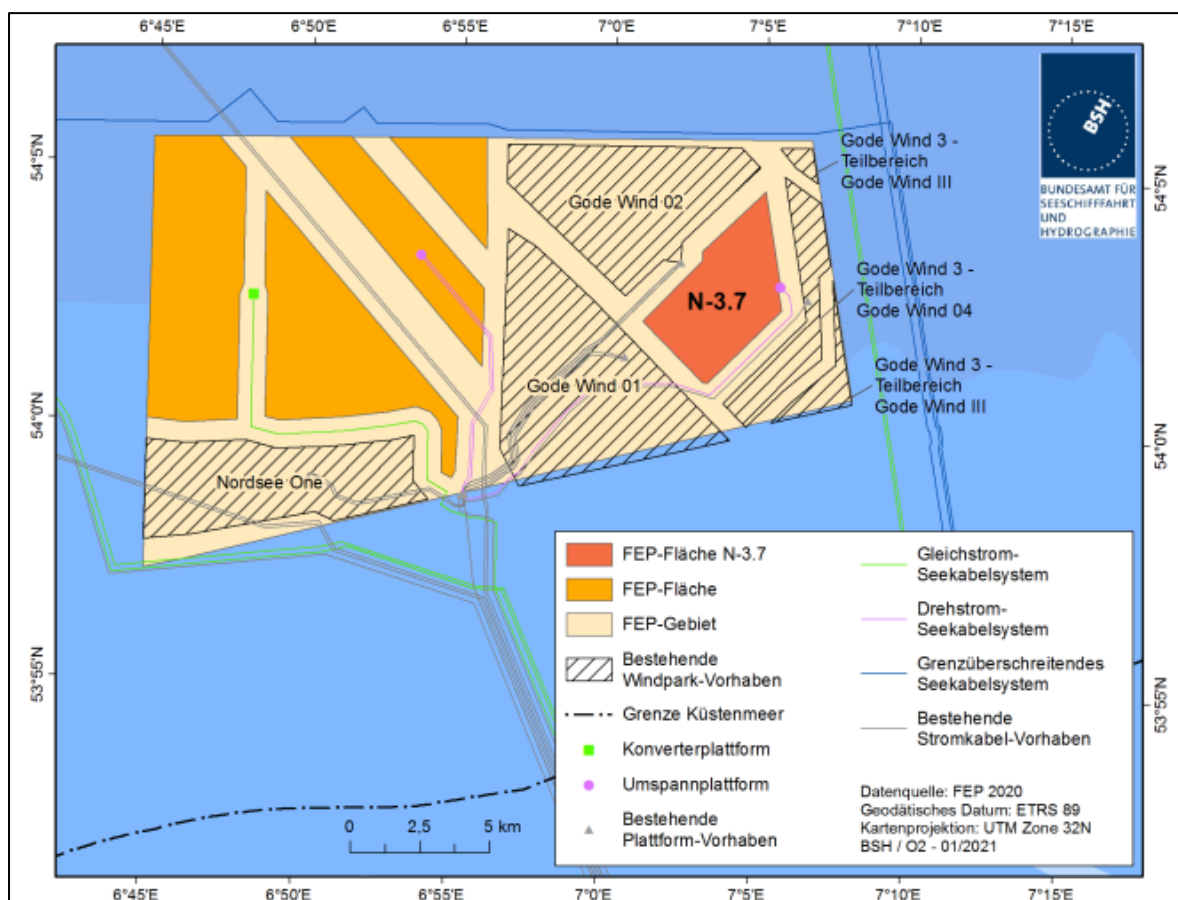 6°45'E 6°50'E 6°55'E 7°0'E 7°5'E 7°10'E 7°15'E
54°5'N
54°0'N
53°55'N
54°5'N
54°0'N
53°55'N
BSH
BUNDESAMT FÜR
SEESCHIFFFAHRT
UND
HYDROGRAPHIE
Gode Wind 3 -
Teilbereich
Gode Wind III
Gode Wind 02
Gode Wind 3 -
Teilbereich
Gode Wind 04
N-3.7
Gode Wind 01
Gode Wind 3 -
Teilbereich
Gode Wind III
Nordsee One
FEP-Fläche N-3.7
FEP-Fläche
FEP-Gebiet
Bestehende
Windpark-Vorhaben
Grenze Küstenmeer
Konverterplattform
Umspannplattform
Bestehende
Plattform-Vorhaben
Gleichstrom-
Seekabelsystem
Drehstrom-
Seekabelsystem
Grenzüberschreitendes
Seekabelsystem
Bestehende
Stromkabel-Vorhaben
Datenquelle: FEP 2020
Geodätisches Datum: ETRS 89
Kartenprojektion: UTM Zone 32N
BSH / O2 - 01/2021
0 2,5 5 km
6°45'E 6°50'E 6°55'E 7°0'E 7°5'E 7°10'E 7°15'E